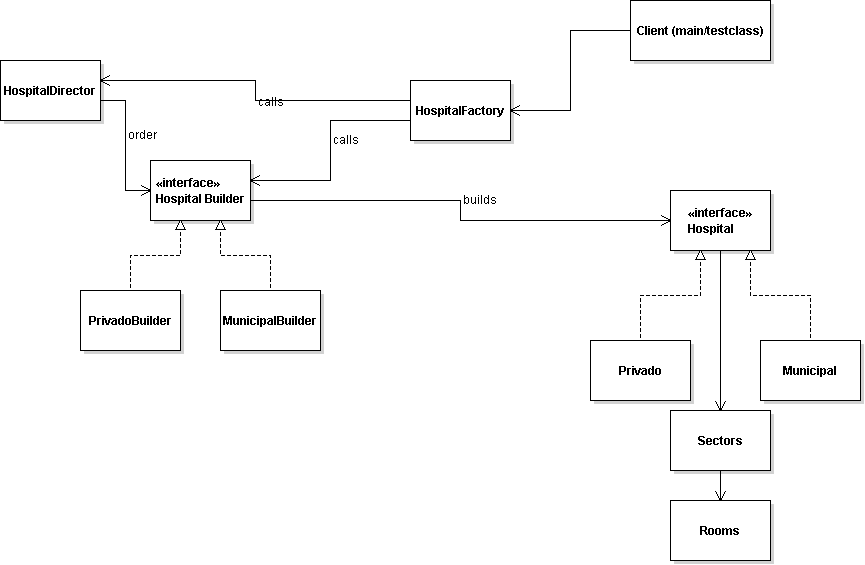 Client (main/testclass)
HospitalDirector
HospitalFactory
calls
order
calls
«interface»
Hospital Builder
builds
«interface»
Hospital
PrivadoBuilder
MunicipalBuilder
Privado
Municipal
Sectors
Rooms